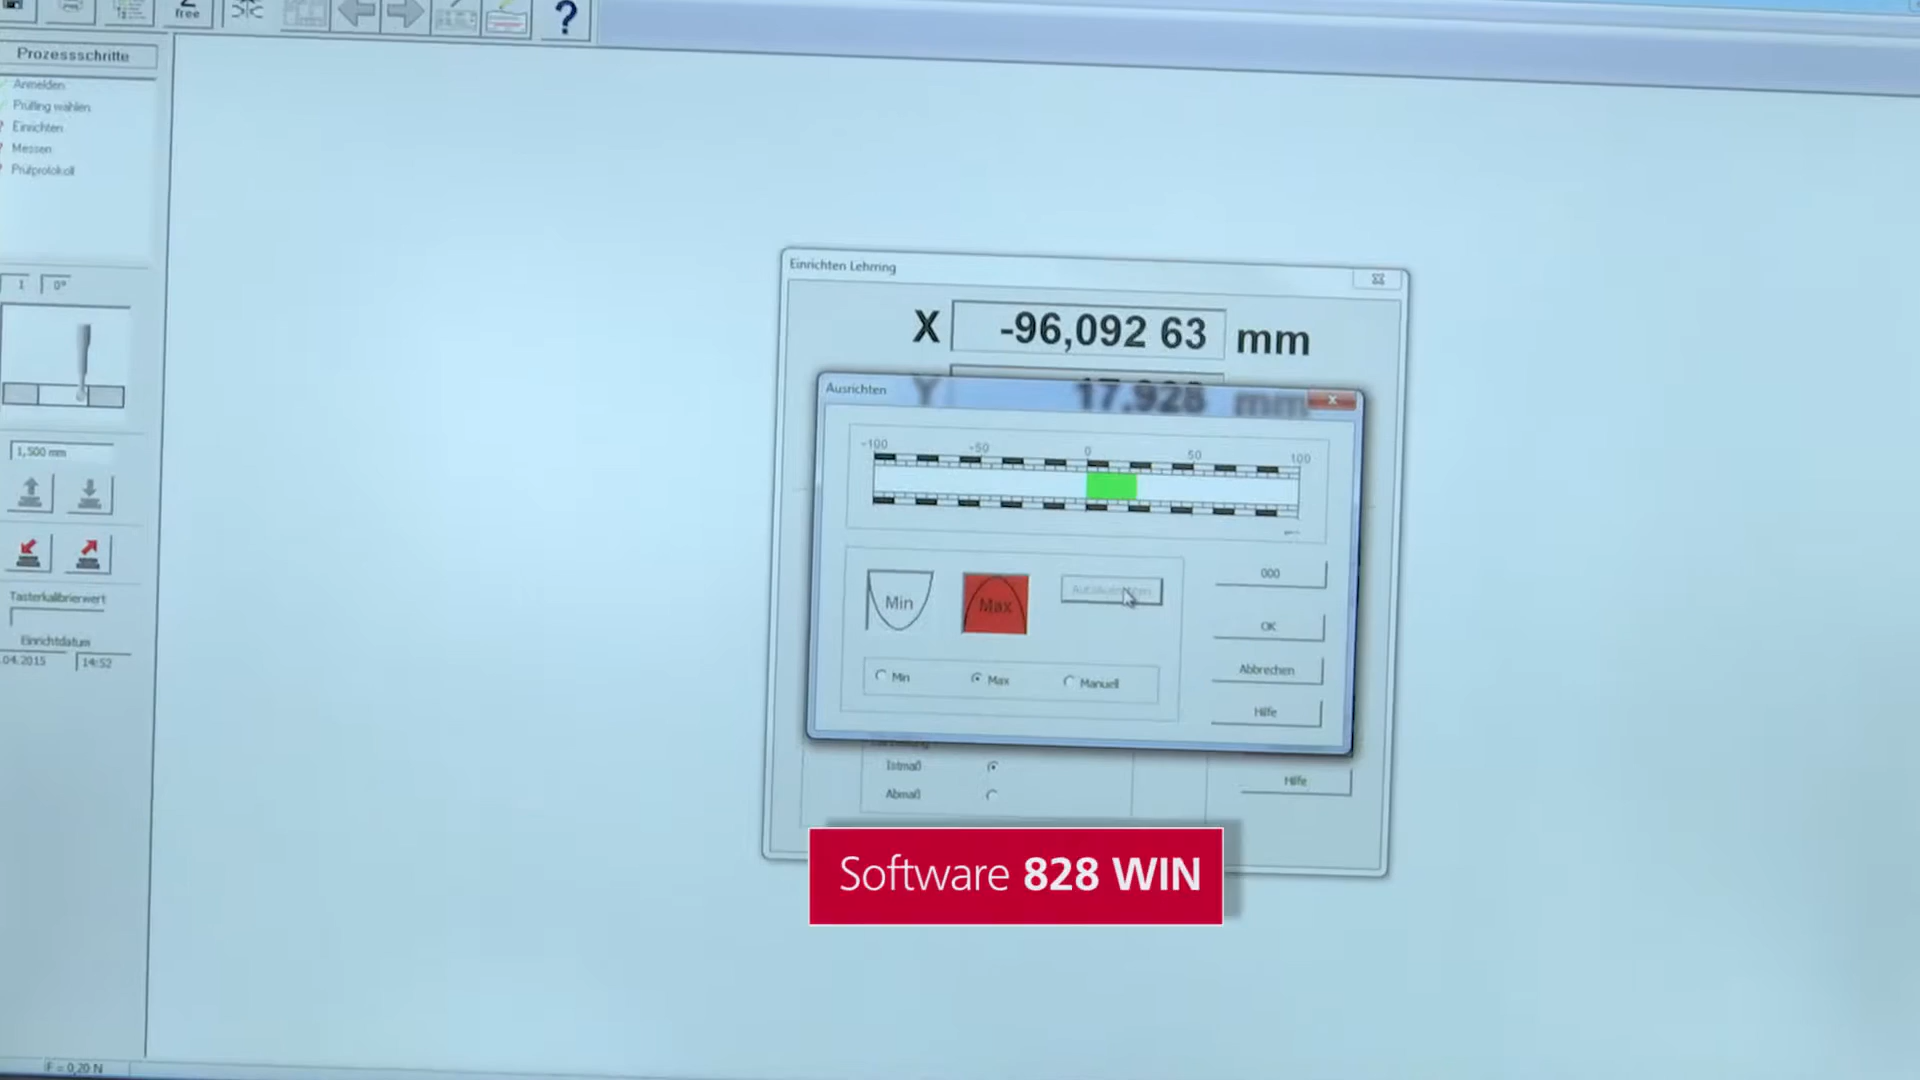 free
?
Prozessschritte
Anmelden
Prüfling wählen
Einrichten
Messen
Prüfprotokoll
1
0°
1,500 mm
Tasterkalibrierwert
Einrichtdatum
.04.2015
14:52
F = 0,20 N
Einrichten Lehrring
X -96,092 63 mm
Y 17.928 mm
Ausrichten
-100 -50 0 50 100
Min
Max
000
OK
Abbrechen
Hilfe
Min
Max
Manuell
Istmaß
Abmaß
Hilfe
Software 828 WIN